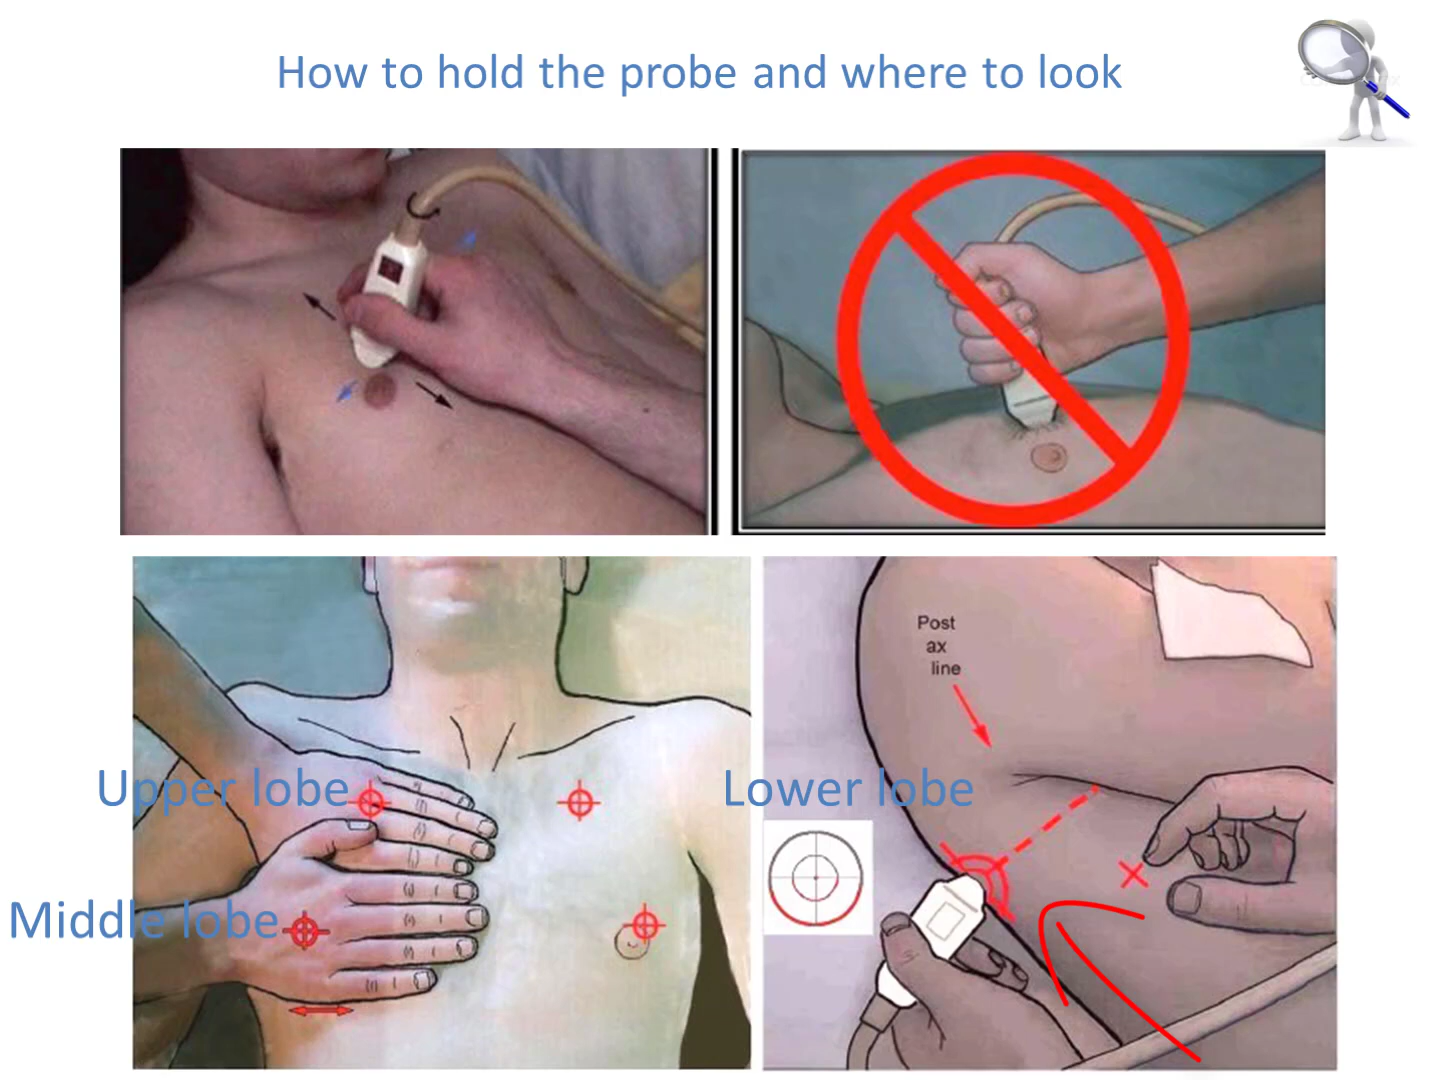 How to hold the probe and where to look
Post
ax
line
Upper lobe
Lower lobe
Middle lobe